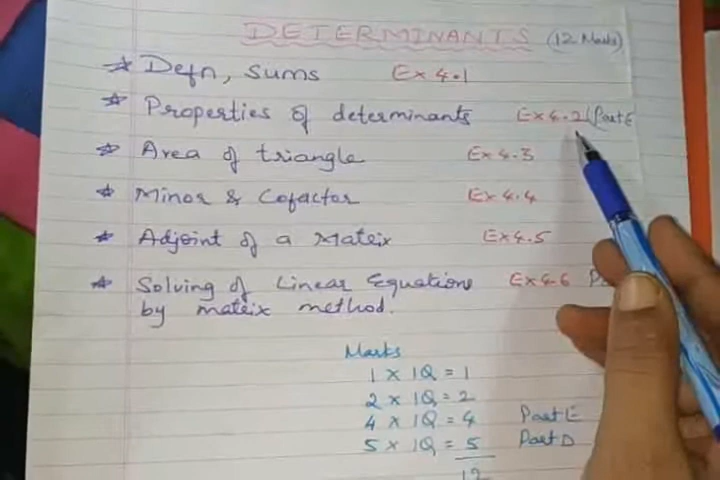 DETERMINANTS (12 Marks)
☆ Defn, sums Ex 4.1
☆ Properties of determinants Ex 4.2 (Part E
☆ Area of triangle Ex 4.3
☆ Minor & Cofactor Ex 4.4
☆ Adjoint of a Matrix Ex 4.5
☆ Solving of Linear Equations Ex 4.6
by matrix method.
Marks
1 x 1Q = 1
2 x 1Q = 2
4 x 1Q = 4 Part E
5 x 1Q = 5 Part D
12